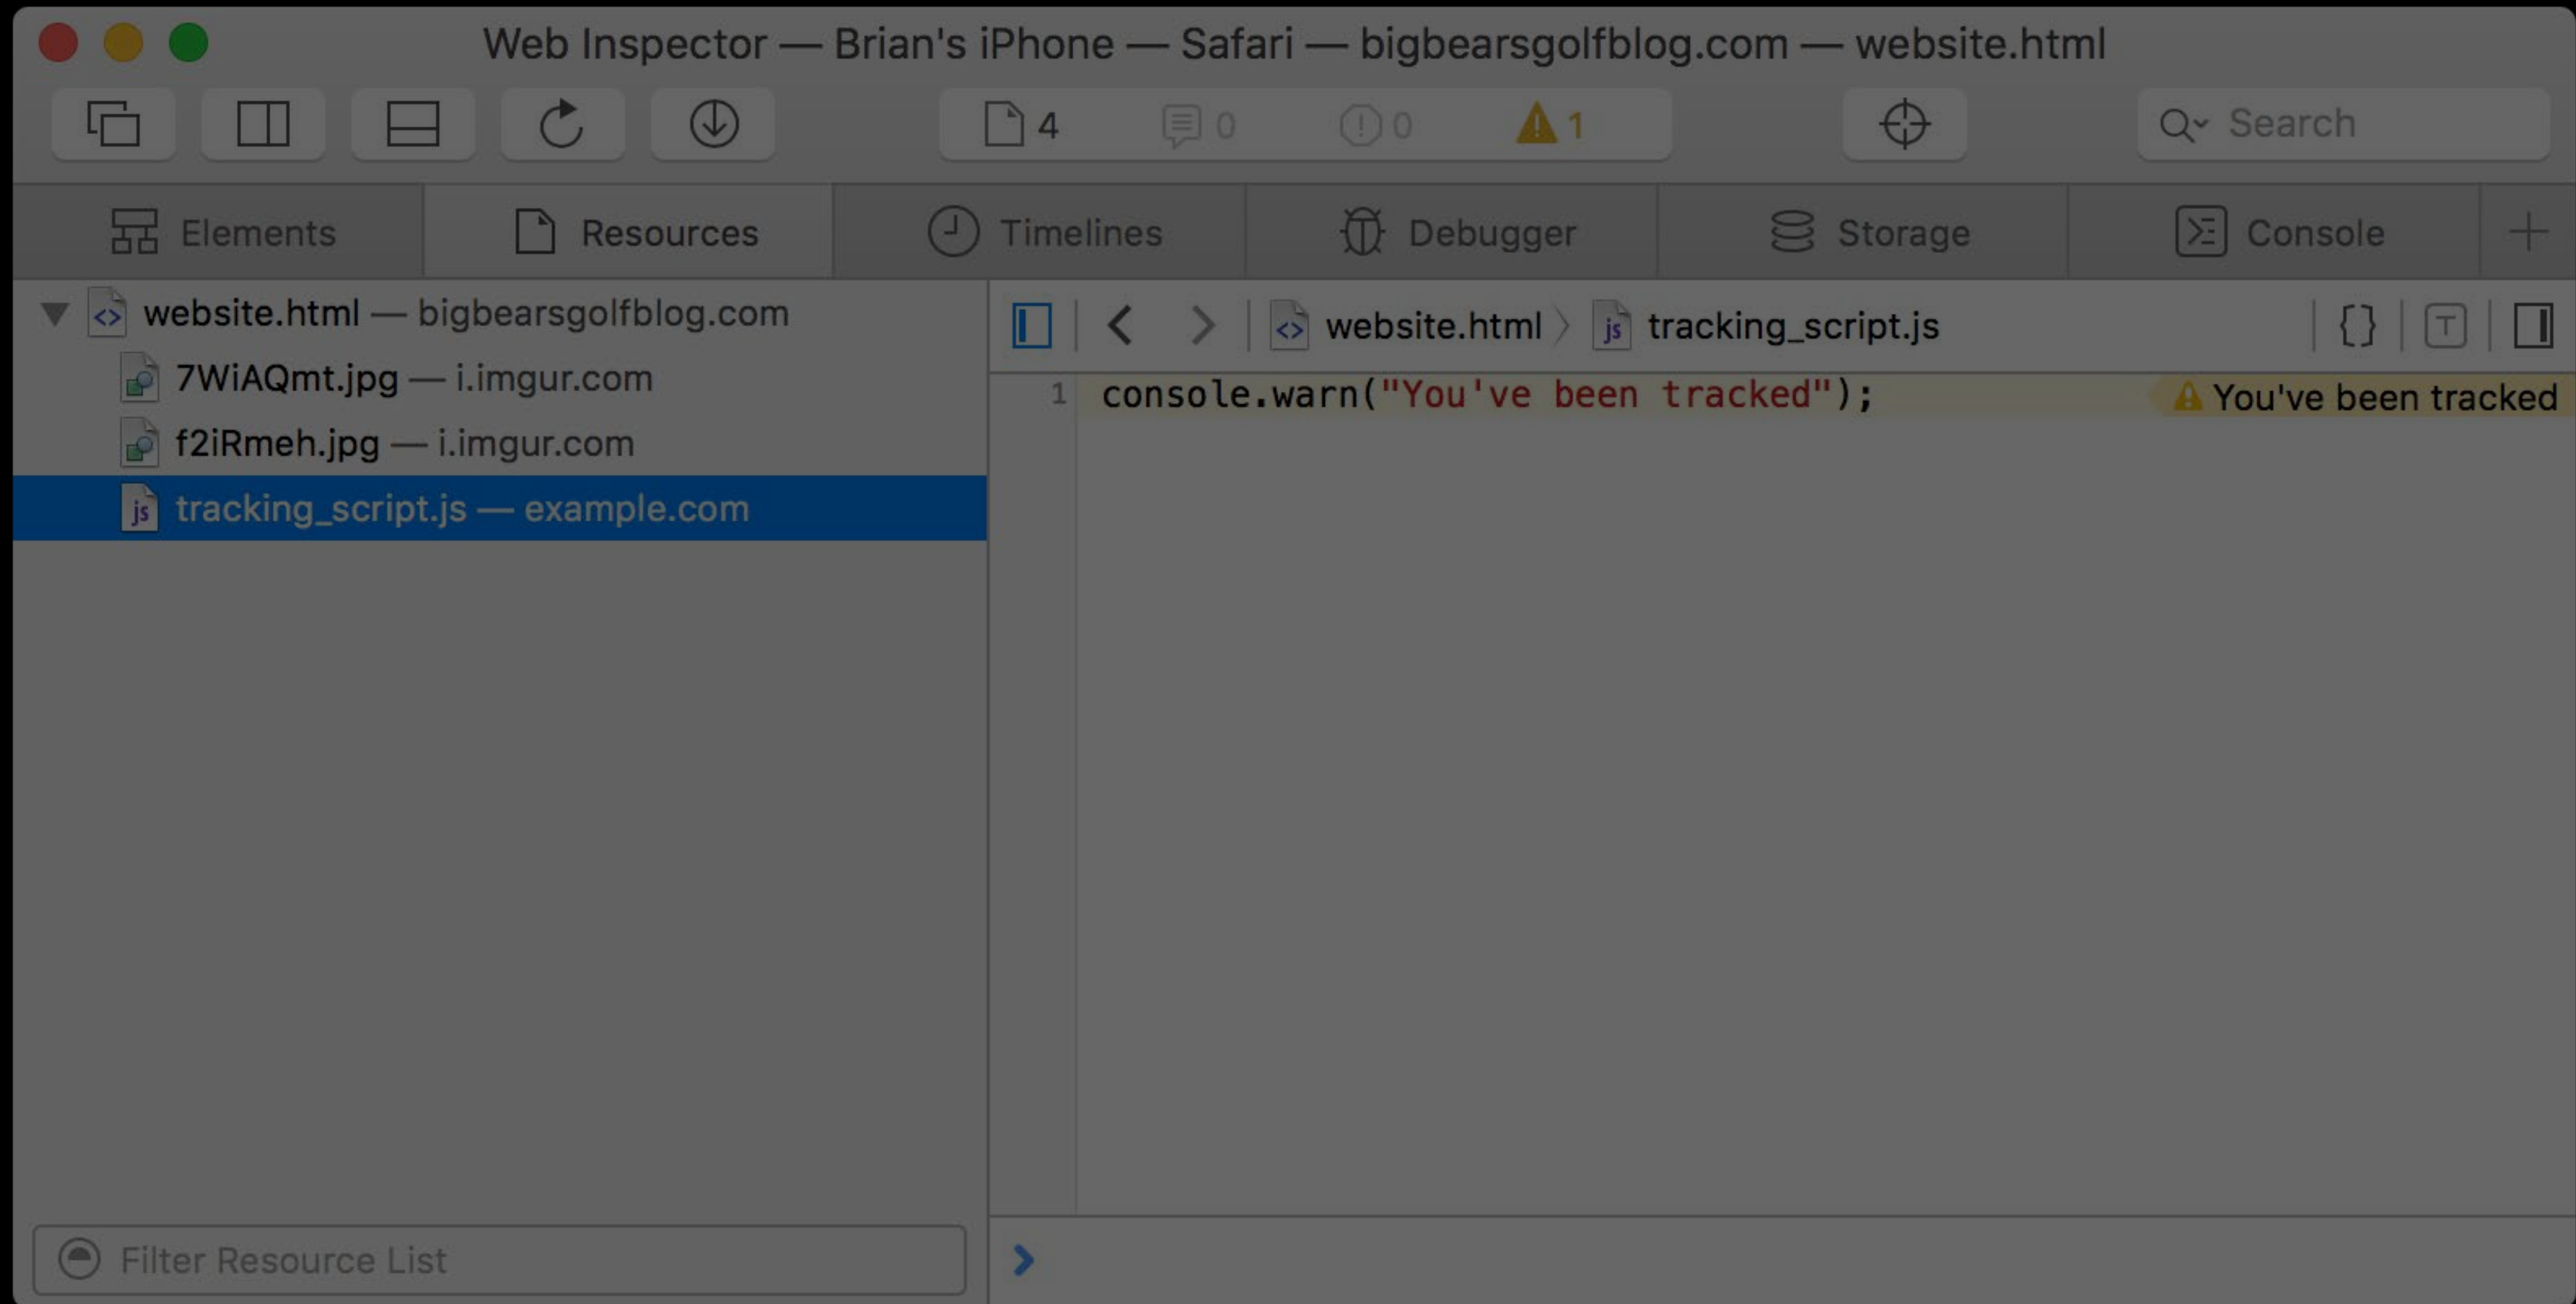 Web Inspector — Brian's iPhone — Safari — bigbearsgolfblog.com — website.html
4 0 0 1 Search
Elements Resources Timelines Debugger Storage Console
website.html — bigbearsgolfblog.com
7WiAQmt.jpg — i.imgur.com
f2iRmeh.jpg — i.imgur.com
js tracking_script.js — example.com
Filter Resource List
website.html js tracking_script.js T
1 console.warn("You've been tracked"); You've been tracked